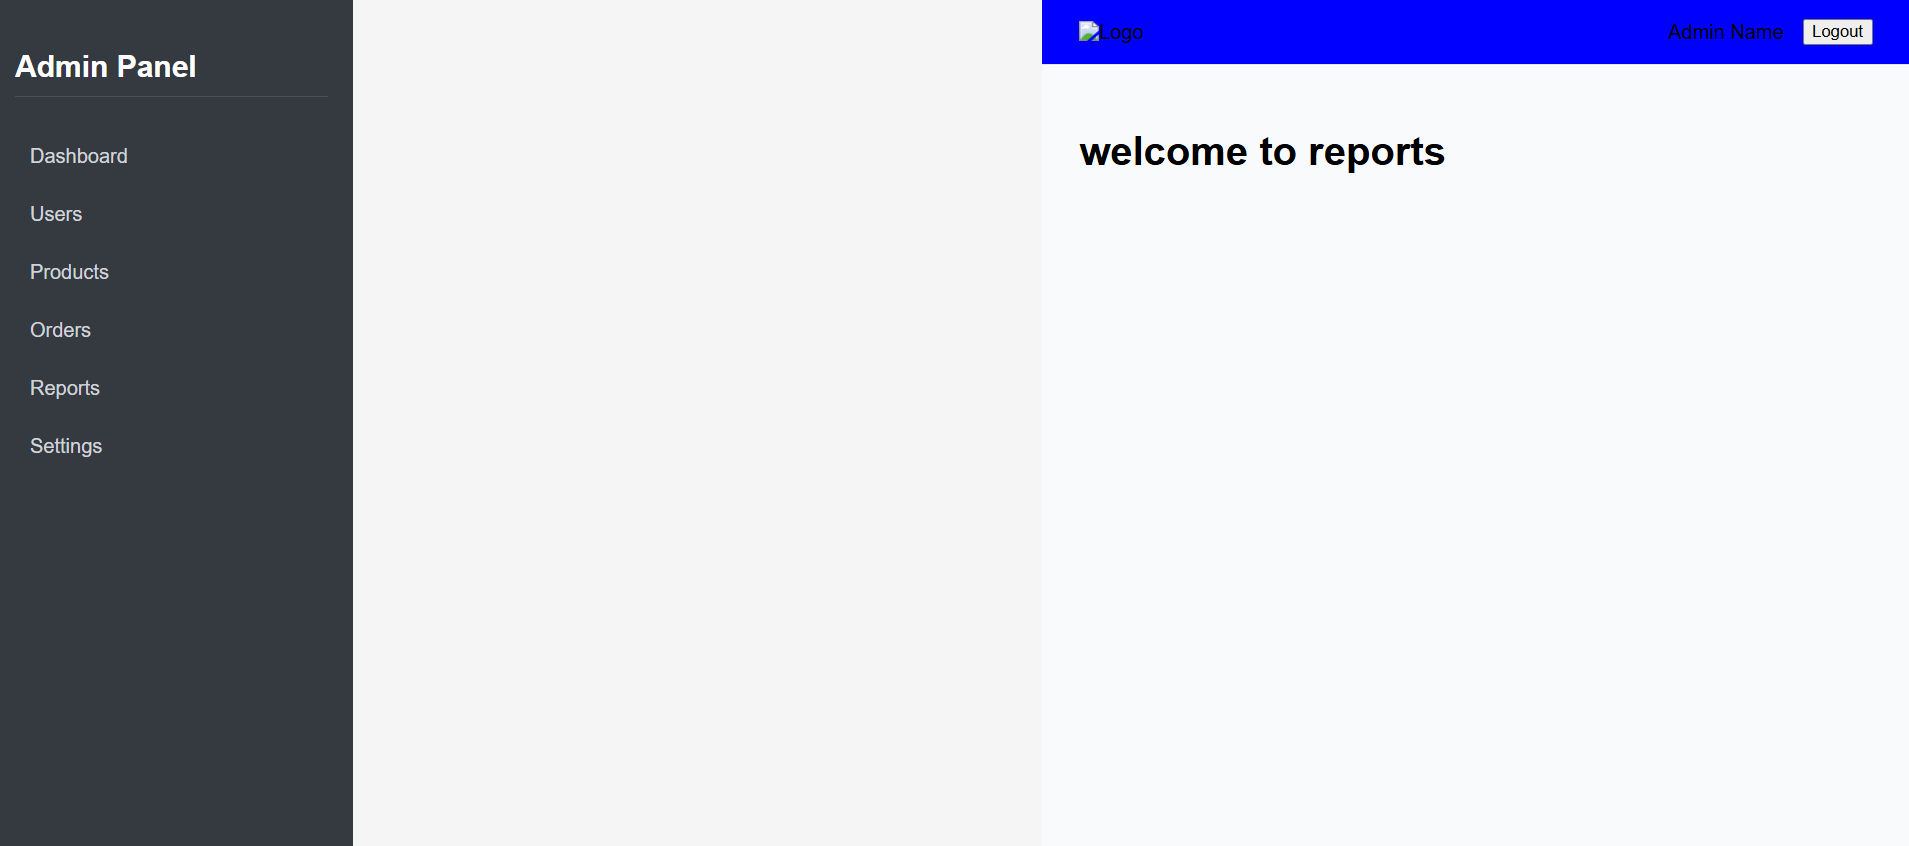 Admin Panel
Dashboard
Users
Products
Orders
Reports
Settings
Logo
Admin Name
Logout
welcome to reports